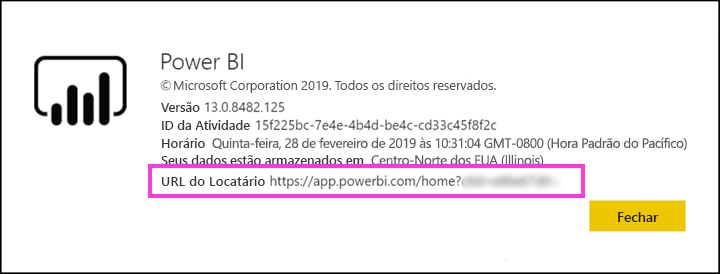 Power BI
© Microsoft Corporation 2019. Todos os direitos reservados.
Versão 13.0.8482.125
ID da Atividade 15f225bc-7e4e-4b4d-be4c-cd33c45f8f2c
Horário Quinta-feira, 28 de fevereiro de 2019 às 10:31:04 GMT-0800 (Hora Padrão do Pacífico)
Seus dados estão armazenados em Centro-Norte dos EUA (Illinois)
URL do Locatário https://app.powerbi.com/home?
Fechar